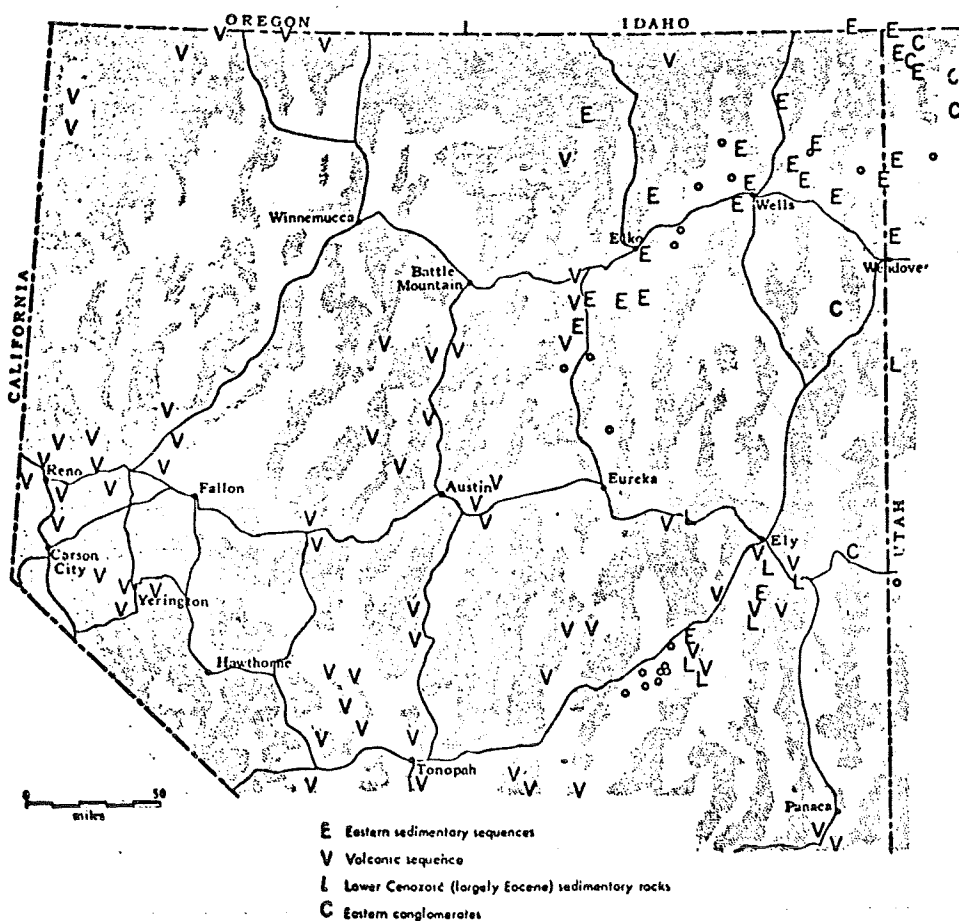 OREGON IDAHO
Winnemucca
Wells
Elko
Battle
Mountain
Wendover
CALIFORNIA
Reno
Fallon
Austin
Eureka
UTAH
Carson
City
Ely
Yerington
Hawthorne
Tonopah
Panaca
0 50
miles
E Eastern sedimentary sequences
V Volcanic sequence
L Lower Cenozoic (largely Eocene) sedimentary rocks
C Eastern conglomerates